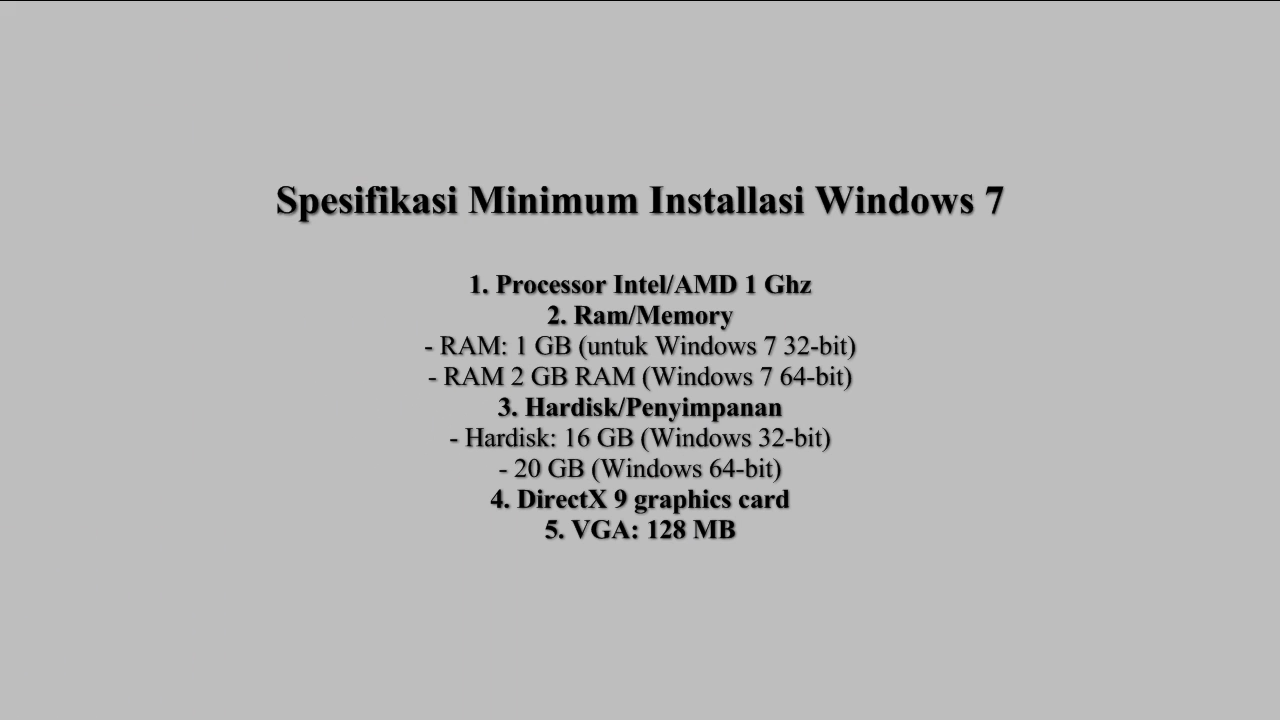 Spesifikasi Minimum Installasi Windows 7
1. Processor Intel/AMD 1 Ghz
2. Ram/Memory
- RAM: 1 GB (untuk Windows 7 32-bit)
- RAM 2 GB RAM (Windows 7 64-bit)
3. Hardisk/Penyimpanan
- Hardisk: 16 GB (Windows 32-bit)
- 20 GB (Windows 64-bit)
4. DirectX 9 graphics card
5. VGA: 128 MB